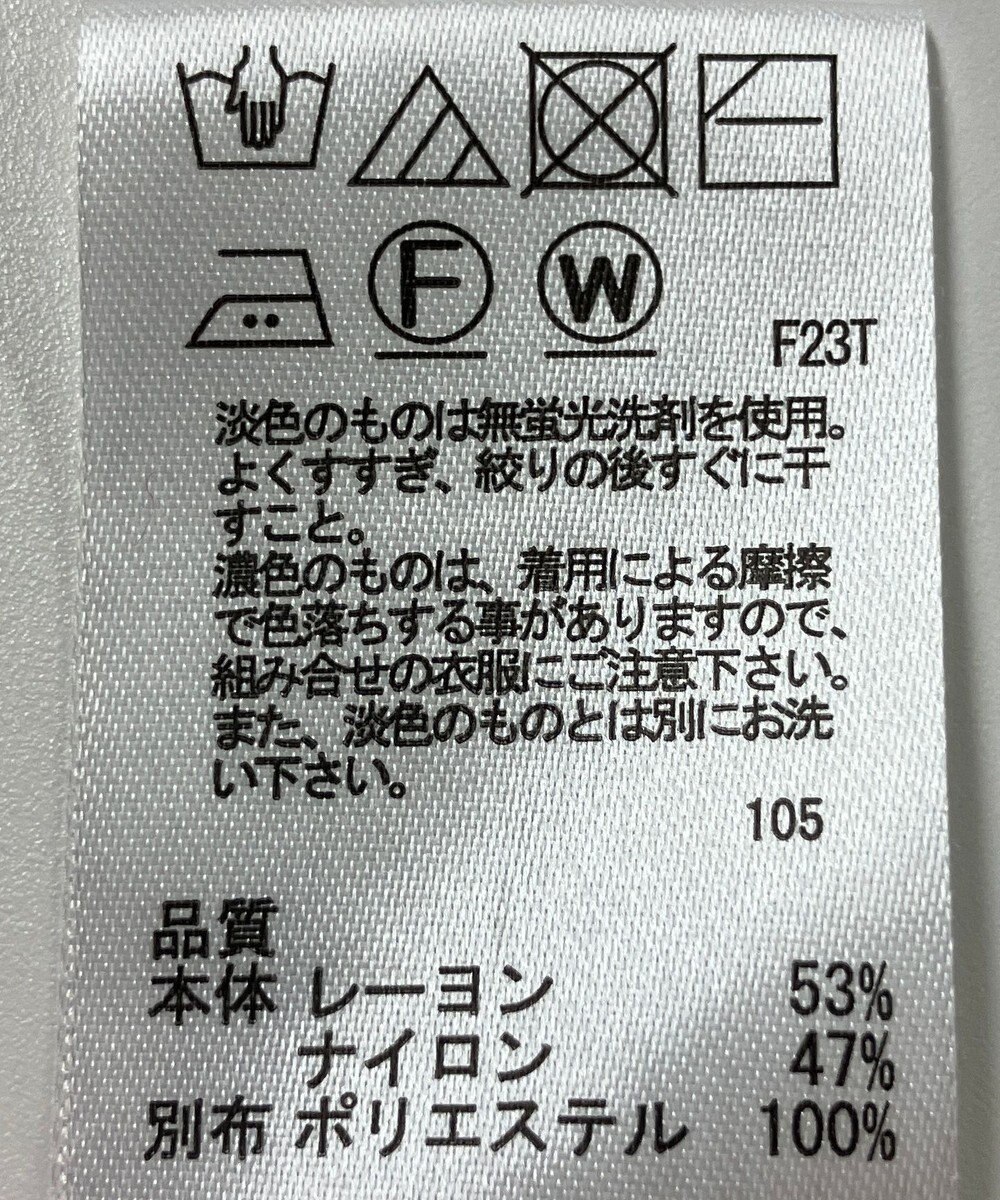 F W
F23T
淡色のものは無蛍光洗剤を使用。
よくすすぎ、絞りの後すぐに干
すこと。
濃色のものは、着用による摩擦
で色落ちする事がありますので、
組み合せの衣服にご注意下さい。
また、淡色のものとは別にお洗
い下さい。
105
品質
本体 レーヨン 53%
ナイロン 47%
別布 ポリエステル 100%